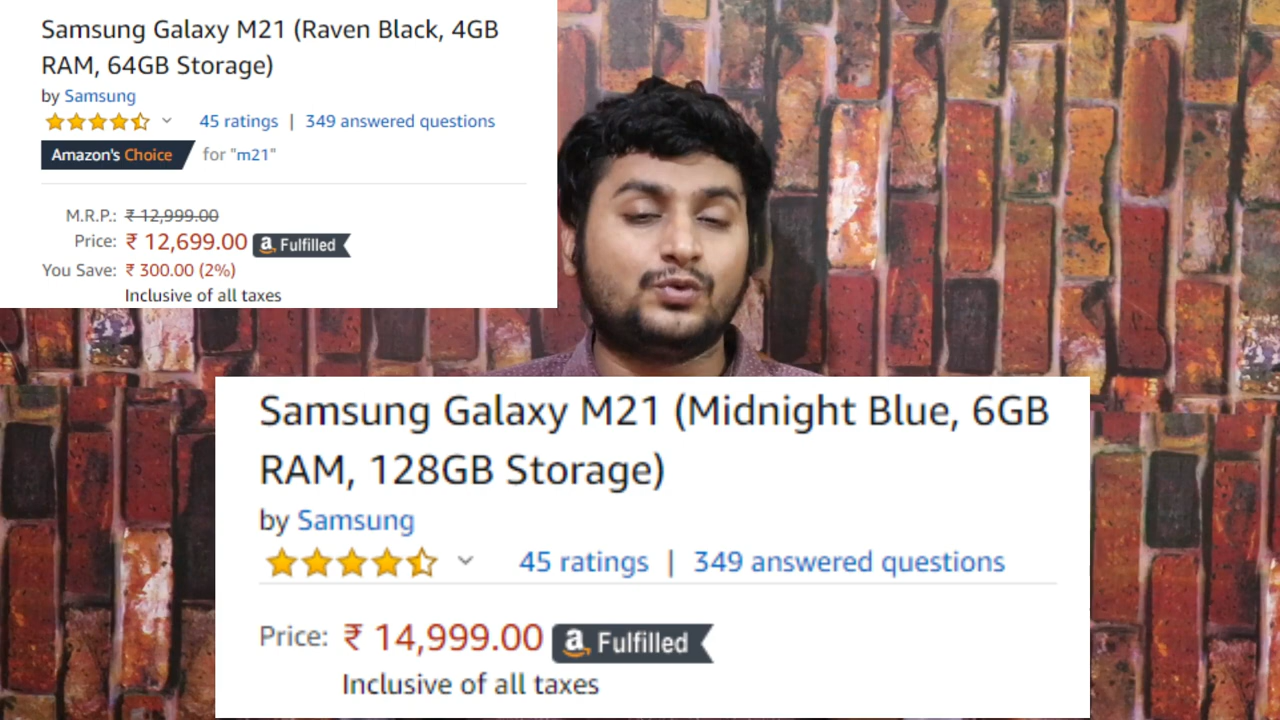 Samsung Galaxy M21 (Raven Black, 4GB
RAM, 64GB Storage)
by Samsung
45 ratings | 349 answered questions
Amazon's Choice for "m21"
M.R.P.: ₹ 12,999.00
Price: ₹ 12,699.00 a Fulfilled
You Save: ₹ 300.00 (2%)
Inclusive of all taxes
Samsung Galaxy M21 (Midnight Blue, 6GB
RAM, 128GB Storage)
by Samsung
45 ratings | 349 answered questions
Price: ₹ 14,999.00 a Fulfilled
Inclusive of all taxes